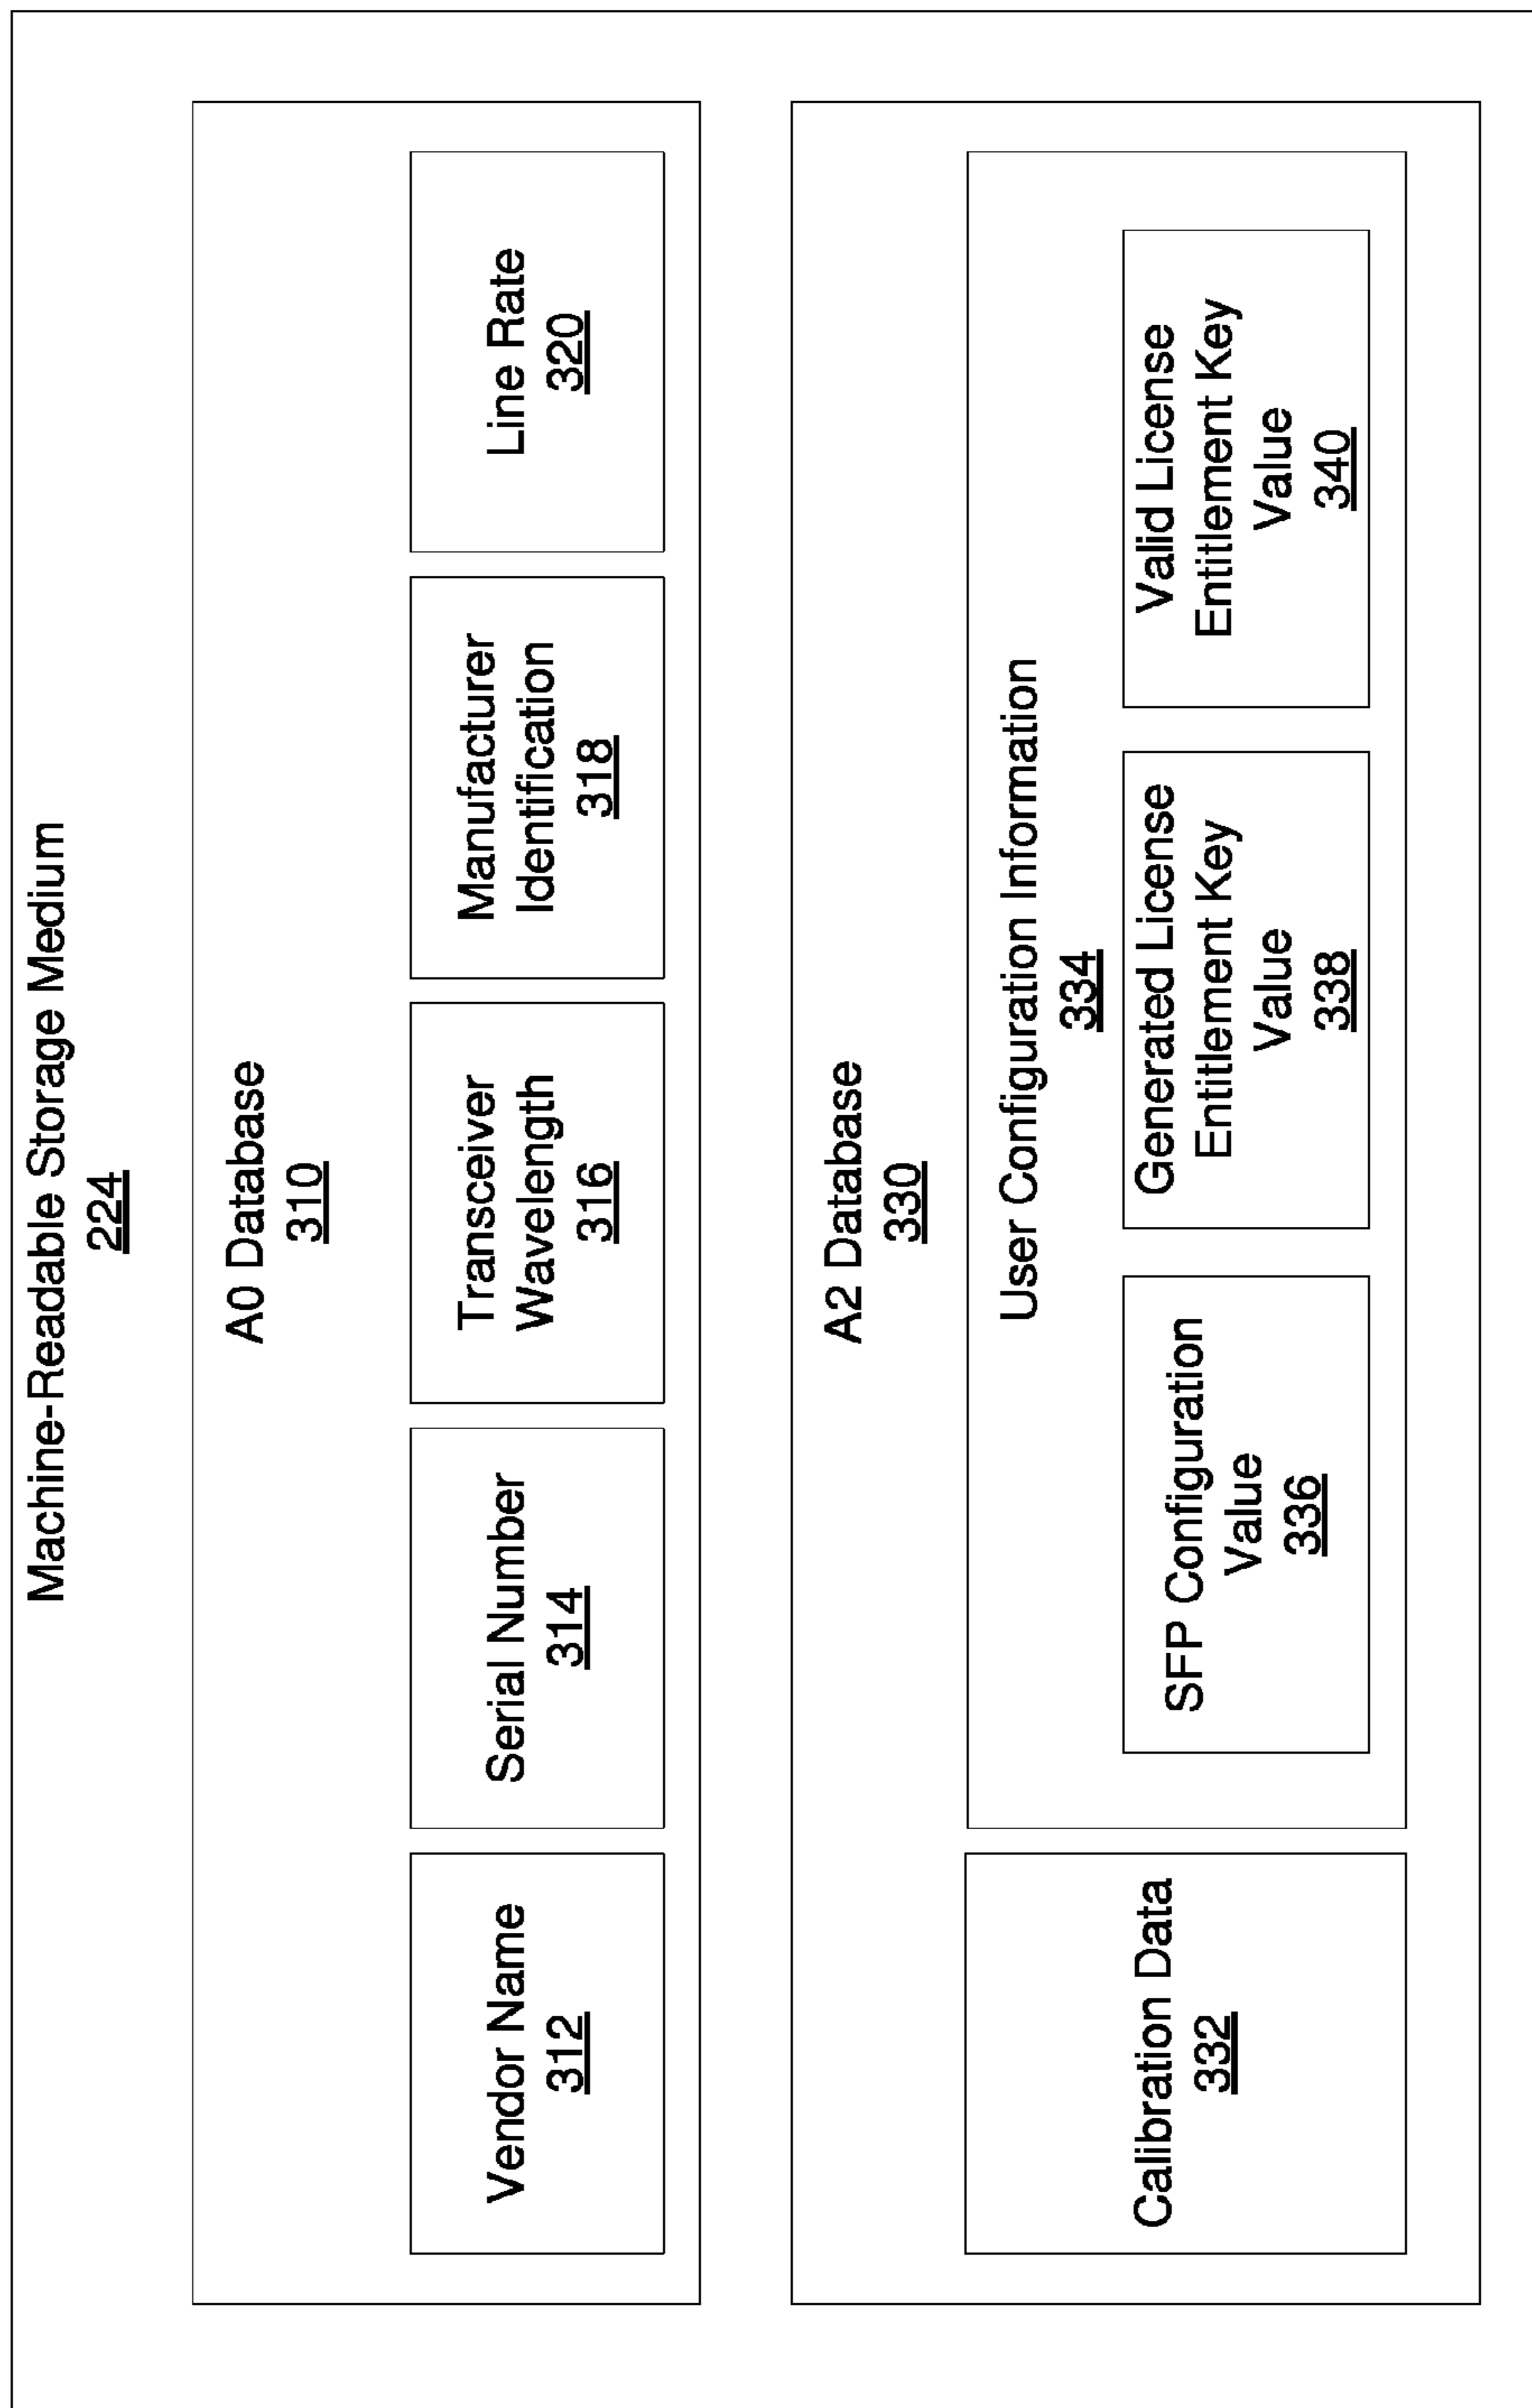 Machine-Readable Storage Medium
224
A0 Database
310
Vendor Name
312
Serial Number
314
Transceiver
Wavelength
316
Manufacturer
Identification
318
Line Rate
320
A2 Database
330
Calibration Data
332
User Configuration Information
334
SFP Configuration
Value
336
Generated License
Entitlement Key
Value
338
Valid License
Entitlement Key
Value
340